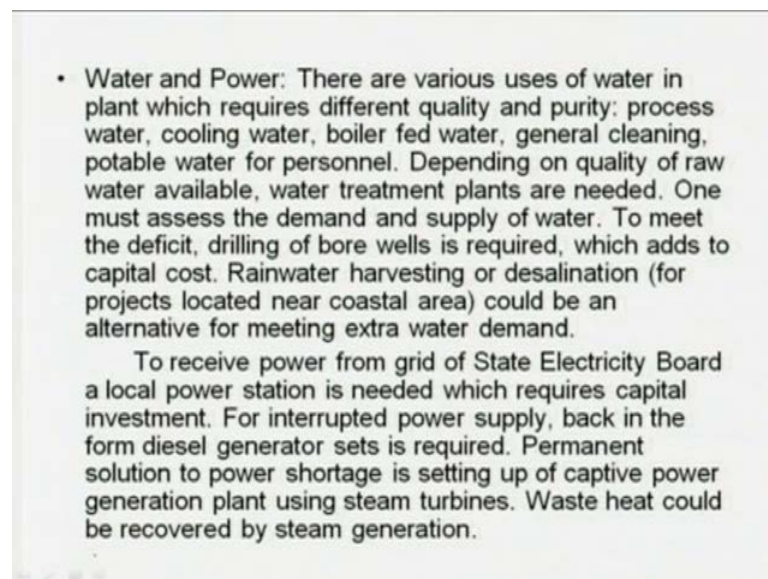 • Water and Power: There are various uses of water in
plant which requires different quality and purity: process
water, cooling water, boiler fed water, general cleaning,
potable water for personnel. Depending on quality of raw
water available, water treatment plants are needed. One
must assess the demand and supply of water. To meet
the deficit, drilling of bore wells is required, which adds to
capital cost. Rainwater harvesting or desalination (for
projects located near coastal area) could be an
alternative for meeting extra water demand.
To receive power from grid of State Electricity Board
a local power station is needed which requires capital
investment. For interrupted power supply, back in the
form diesel generator sets is required. Permanent
solution to power shortage is setting up of captive power
generation plant using steam turbines. Waste heat could
be recovered by steam generation.